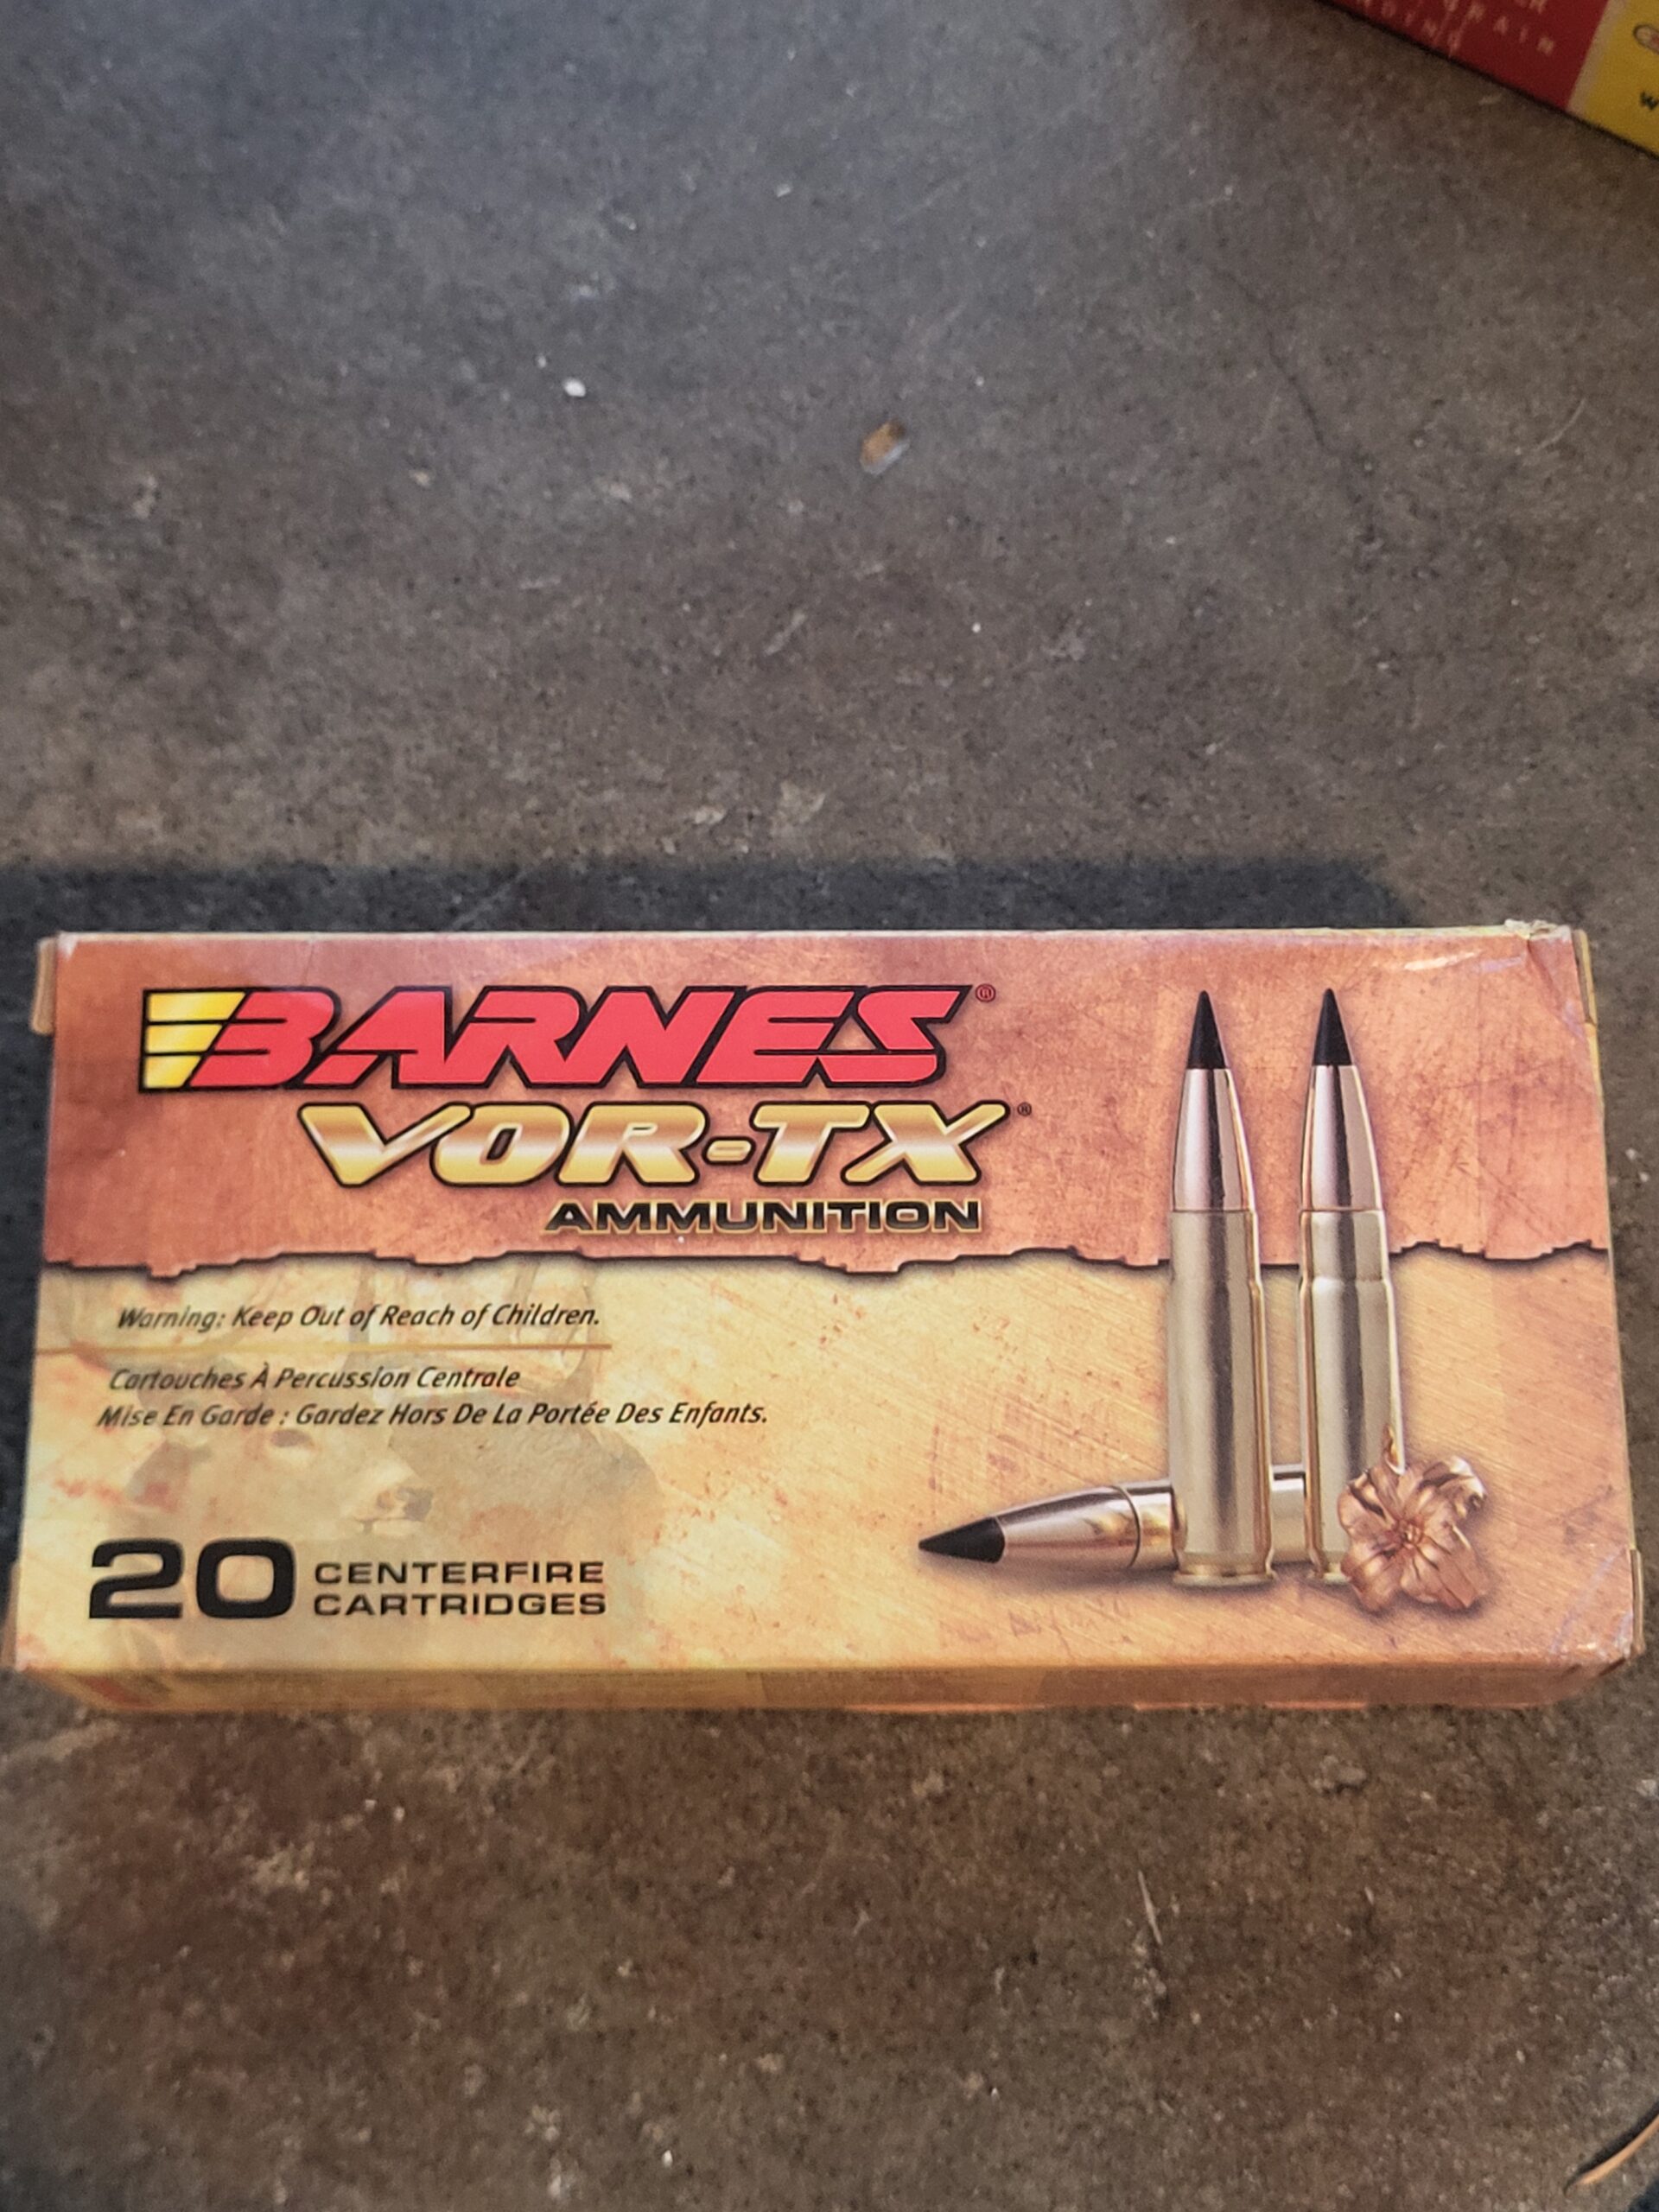 GRAIN
BARNES®
VOR-TX®
AMMUNITION
Warning: Keep Out of Reach of Children.
Cartouches À Percussion Centrale
Mise En Garde : Gardez Hors De La Portée Des Enfants.
20 CENTERFIRE
CARTRIDGES